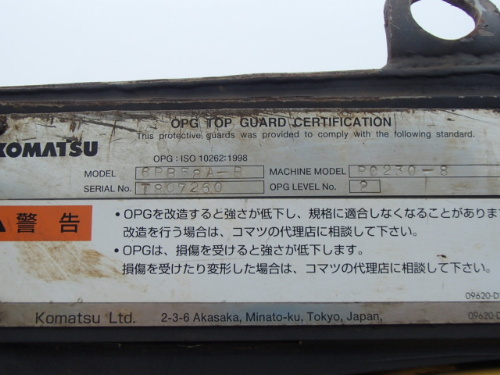 OPG TOP GUARD CERTIFICATION
This protective guards was provided to comply with the following standard.
KOMATSU
OPG : ISO 10262:1998
MODEL MACHINE MODEL PC230-8
SERIAL No. TP07260 OPG LEVEL No. 2
警告
・OPGを改造すると強さが低下し、規格に適合しなくなることがありま
改造を行う場合は、コマツの代理店に相談して下さい。
・OPGは、損傷を受けると強さが低下します。
損傷を受けたり変形した場合は、コマツの代理店に相談して下さい。
09620-D
Komatsu Ltd. 2-3-6 Akasaka, Minato-ku, Tokyo, Japan, 09620-D